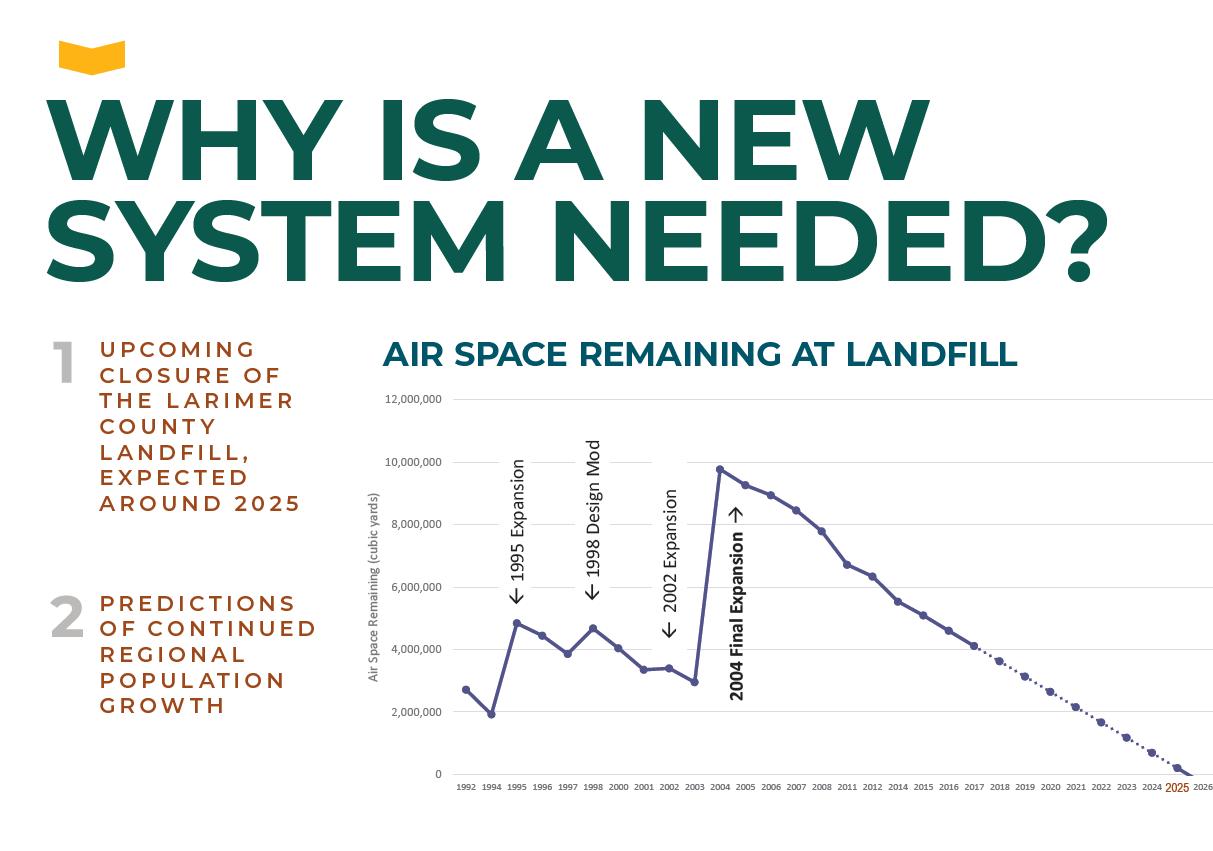 WHY IS A NEW
SYSTEM NEEDED?
1
UPCOMING
CLOSURE OF
THE LARIMER
COUNTY
LANDFILL,
EXPECTED
AROUND 2025
2
PREDICTIONS
OF CONTINUED
REGIONAL
POPULATION
GROWTH
AIR SPACE REMAINING AT LANDFILL
Air Space Remaining (cubic yards)
12,000,000
10,000,000
8,000,000
6,000,000
4,000,000
2,000,000
0
← 1995 Expansion
← 1998 Design Mod
← 2002 Expansion
2004 Final Expansion →
1992 1994 1995 1996 1997 1998 2000 2001 2002 2003 2004 2005 2006 2007 2008 2011 2012 2014 2015 2016 2017 2018 2019 2020 2021 2022 2023 2024 2025 2026